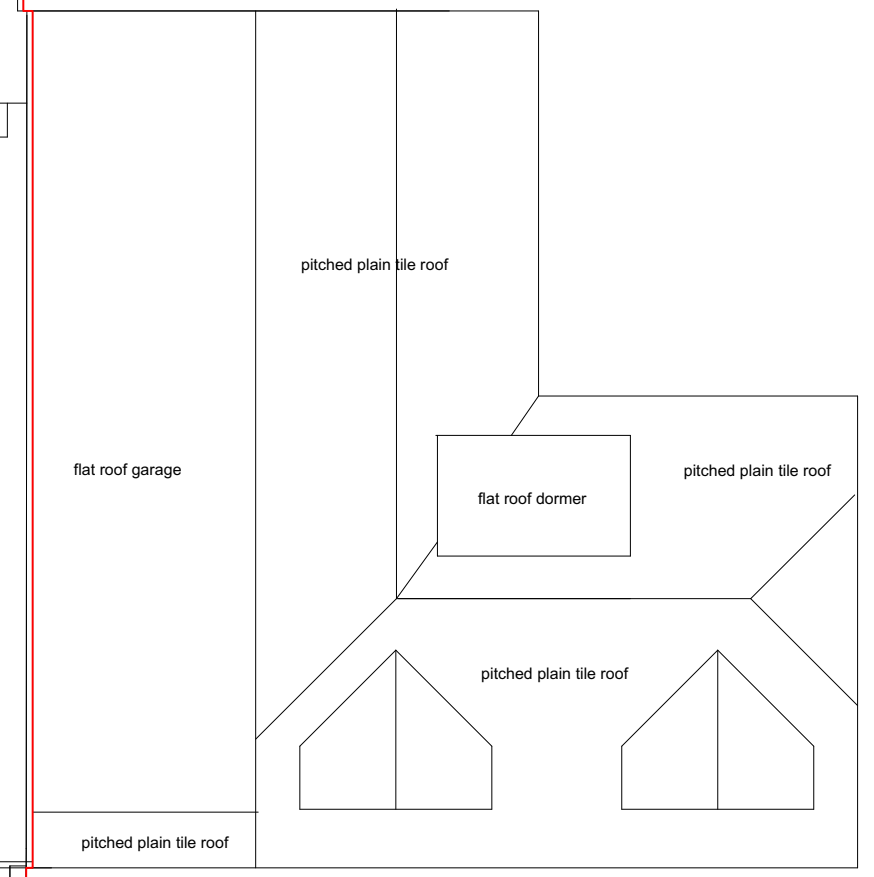 pitched plain tile roof
flat roof garage
pitched plain tile roof
flat roof dormer
pitched plain tile roof
pitched plain tile roof